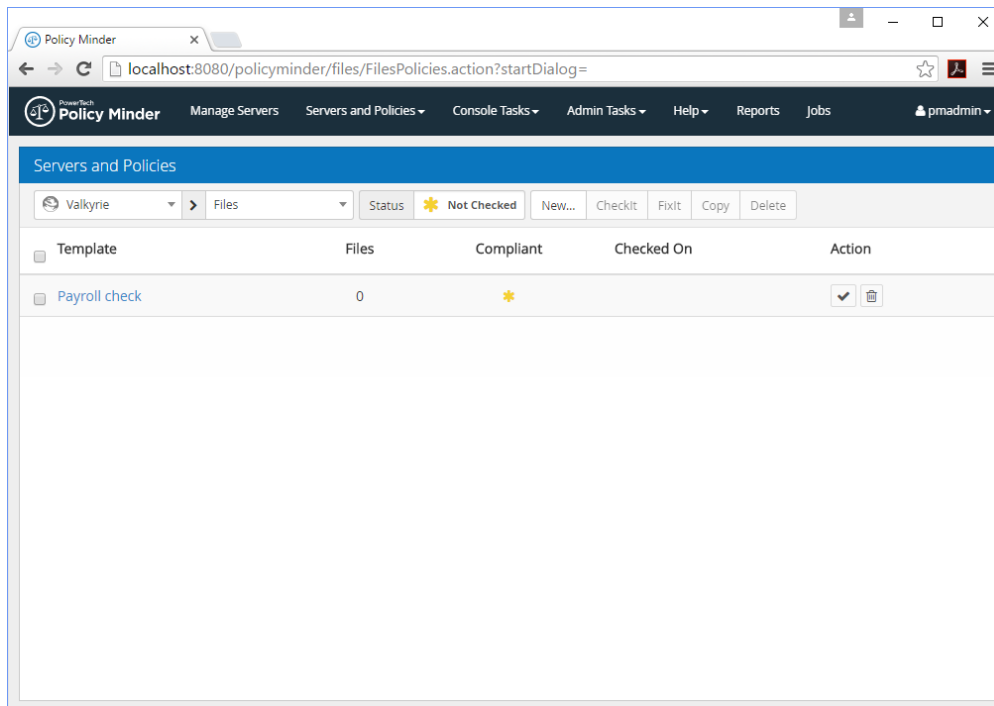 Policy Minder
localhost:8080/policyminder/files/FilesPolicies.action?startDialog=
PowerTech
Policy Minder Manage Servers Servers and Policies Console Tasks Admin Tasks Help Reports Jobs pmadmin
Servers and Policies
Valkyrie Files Status Not Checked New... CheckIt FixIt Copy Delete
Template Files Compliant Checked On Action
Payroll check 0